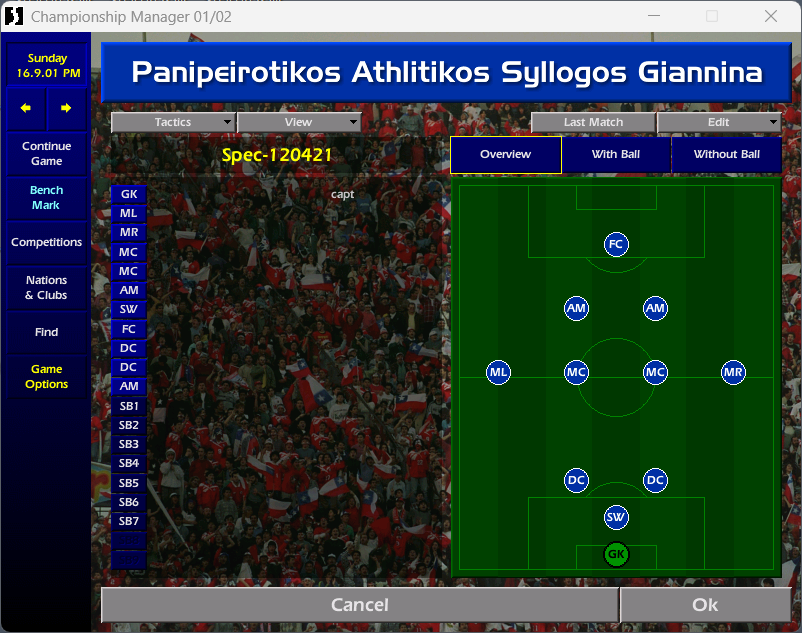 Championship Manager 01/02
Sunday
16.9.01 PM
Continue
Game
Bench
Mark
Competitions
Nations
& Clubs
Find
Game
Options
Panipeirotikos Athlitikos Syllogos Giannina
Tactics View Last Match Edit
Spec-120421
Overview With Ball Without Ball
GK capt
ML
MR
MC
MC
AM
SW
FC
DC
DC
AM
SB1
SB2
SB3
SB4
SB5
SB6
SB7
FC
AM AM
ML MC MC MR
DC DC
SW
GK
Cancel Ok